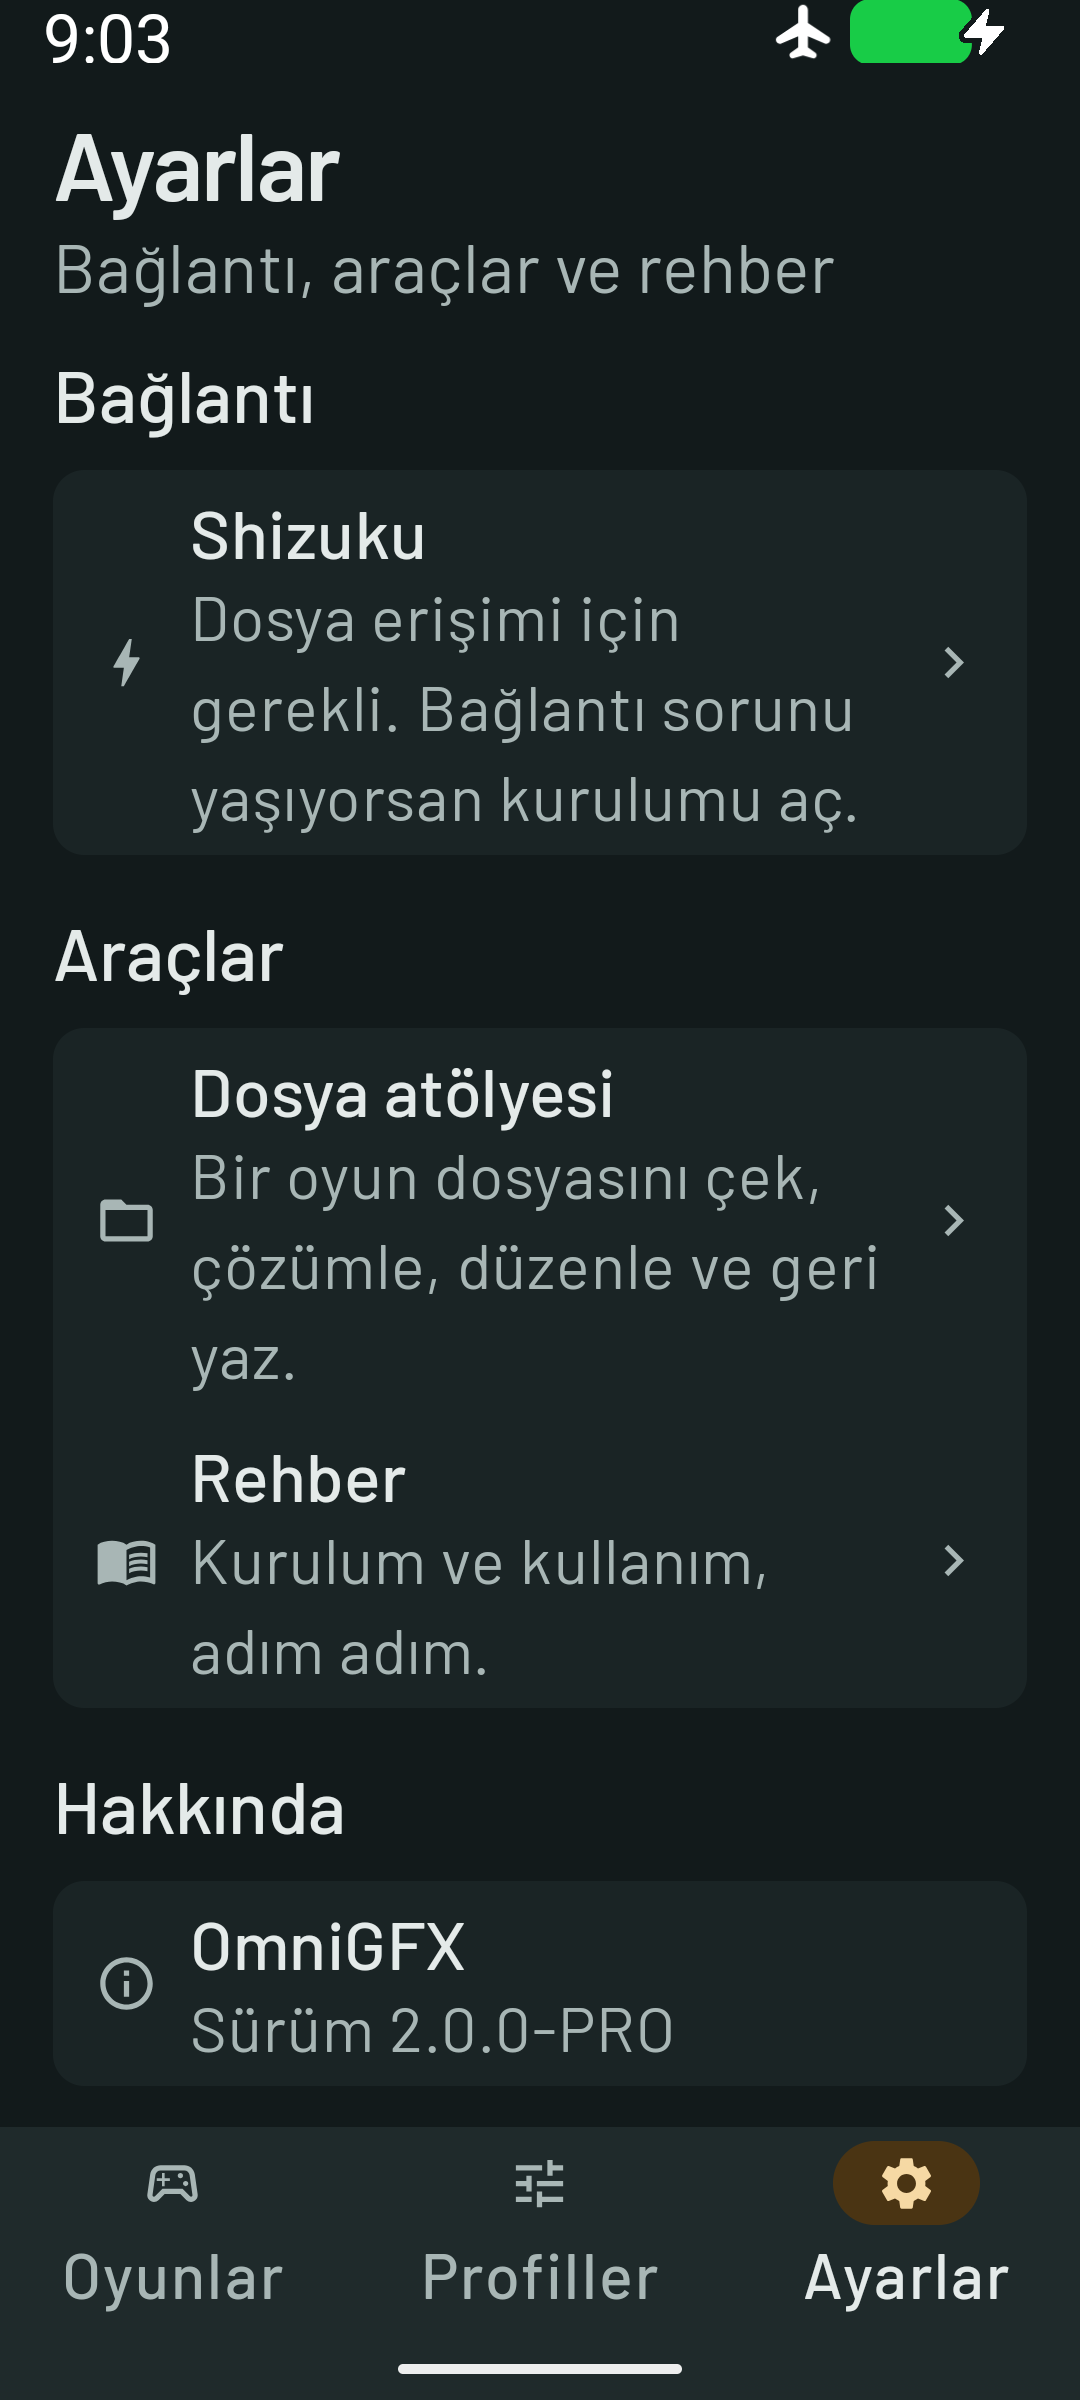 9:03
Ayarlar
Bağlantı, araçlar ve rehber
Bağlantı
Shizuku
Dosya erişimi için
gerekli. Bağlantı sorunu
yaşıyorsan kurulumu aç.
Araçlar
Dosya atölyesi
Bir oyun dosyasını çek,
çözümle, düzenle ve geri
yaz.
Rehber
Kurulum ve kullanım,
adım adım.
Hakkında
OmniGFX
Sürüm 2.0.0-PRO
Oyunlar
Profiller
Ayarlar